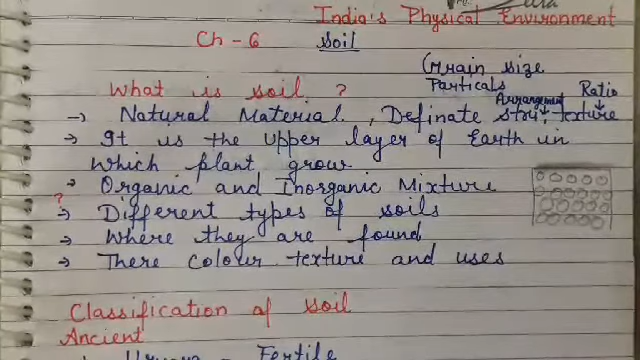 India's Physical Environment
Ch - 6 Soil
Grain size
What is soil ? Particals Ratio
Arrangement
→ Natural Material, Definate stru + texture
→ It is the upper layer of Earth in
which plant grow
→ Organic and Inorganic Mixture
?
→ Different types of soils
→ Where they are found
→ There colour texture and uses
Classification of soil
Ancient
Urvara - Fertile